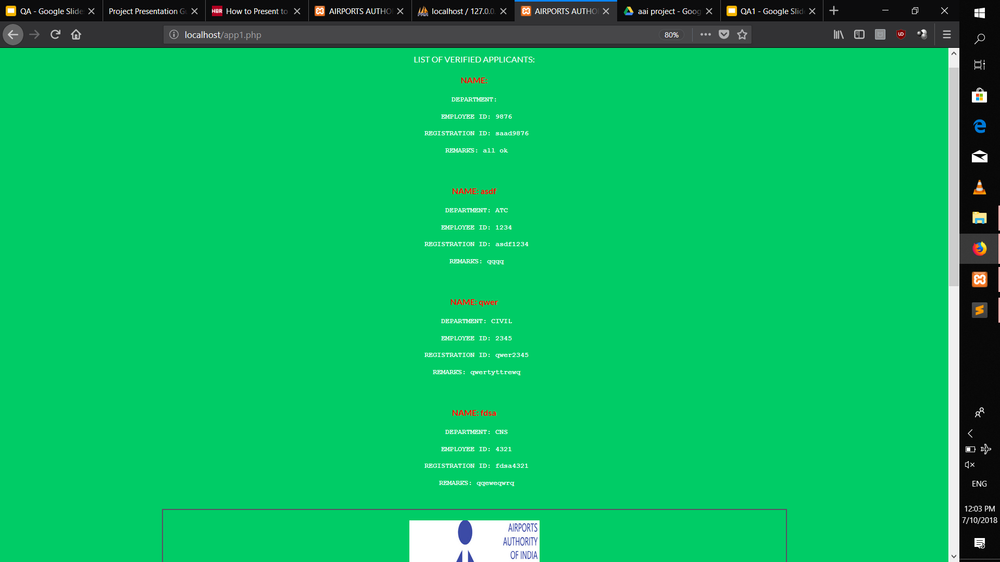 QA - Google Slide
Project Presentation Gu
HBR How to Present to
AIRPORTS AUTHO
localhost / 127.0.0.
AIRPORTS AUTHO
aai project - Goog
QA1 - Google Slid
localhost/app1.php
80%
LIST OF VERIFIED APPLICANTS:
NAME:
DEPARTMENT:
EMPLOYEE ID: 9876
REGISTRATION ID: saad9876
REMARKS: all ok
NAME: asdf
DEPARTMENT: ATC
EMPLOYEE ID: 1234
REGISTRATION ID: asdf1234
REMARKS: qqqq
NAME: qwer
DEPARTMENT: CIVIL
EMPLOYEE ID: 2345
REGISTRATION ID: qwer2345
REMARKS: qwertyttrewq
NAME: fdsa
DEPARTMENT: CNS
EMPLOYEE ID: 4321
REGISTRATION ID: fdsa4321
REMARKS: qqeweqwrq
AIRPORTS
AUTHORITY
OF INDIA
ENG
12:03 PM
7/10/2018